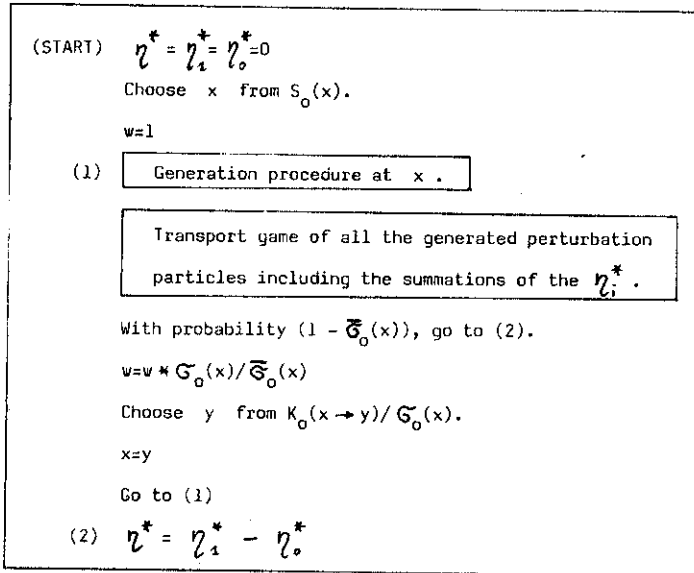 (START) η* = η₁* = η₀* =0
Choose x from S₀(x).
w=1
(1) Generation procedure at x .
Transport game of all the generated perturbation
particles including the summations of the ηᵢ* .
With probability (1 - σ̅₀(x)), go to (2).
w=w * σ₀(x)/σ̅₀(x)
Choose y from K₀(x → y)/σ₀(x).
x=y
Go to (1)
(2) η* = η₁* - η₀*